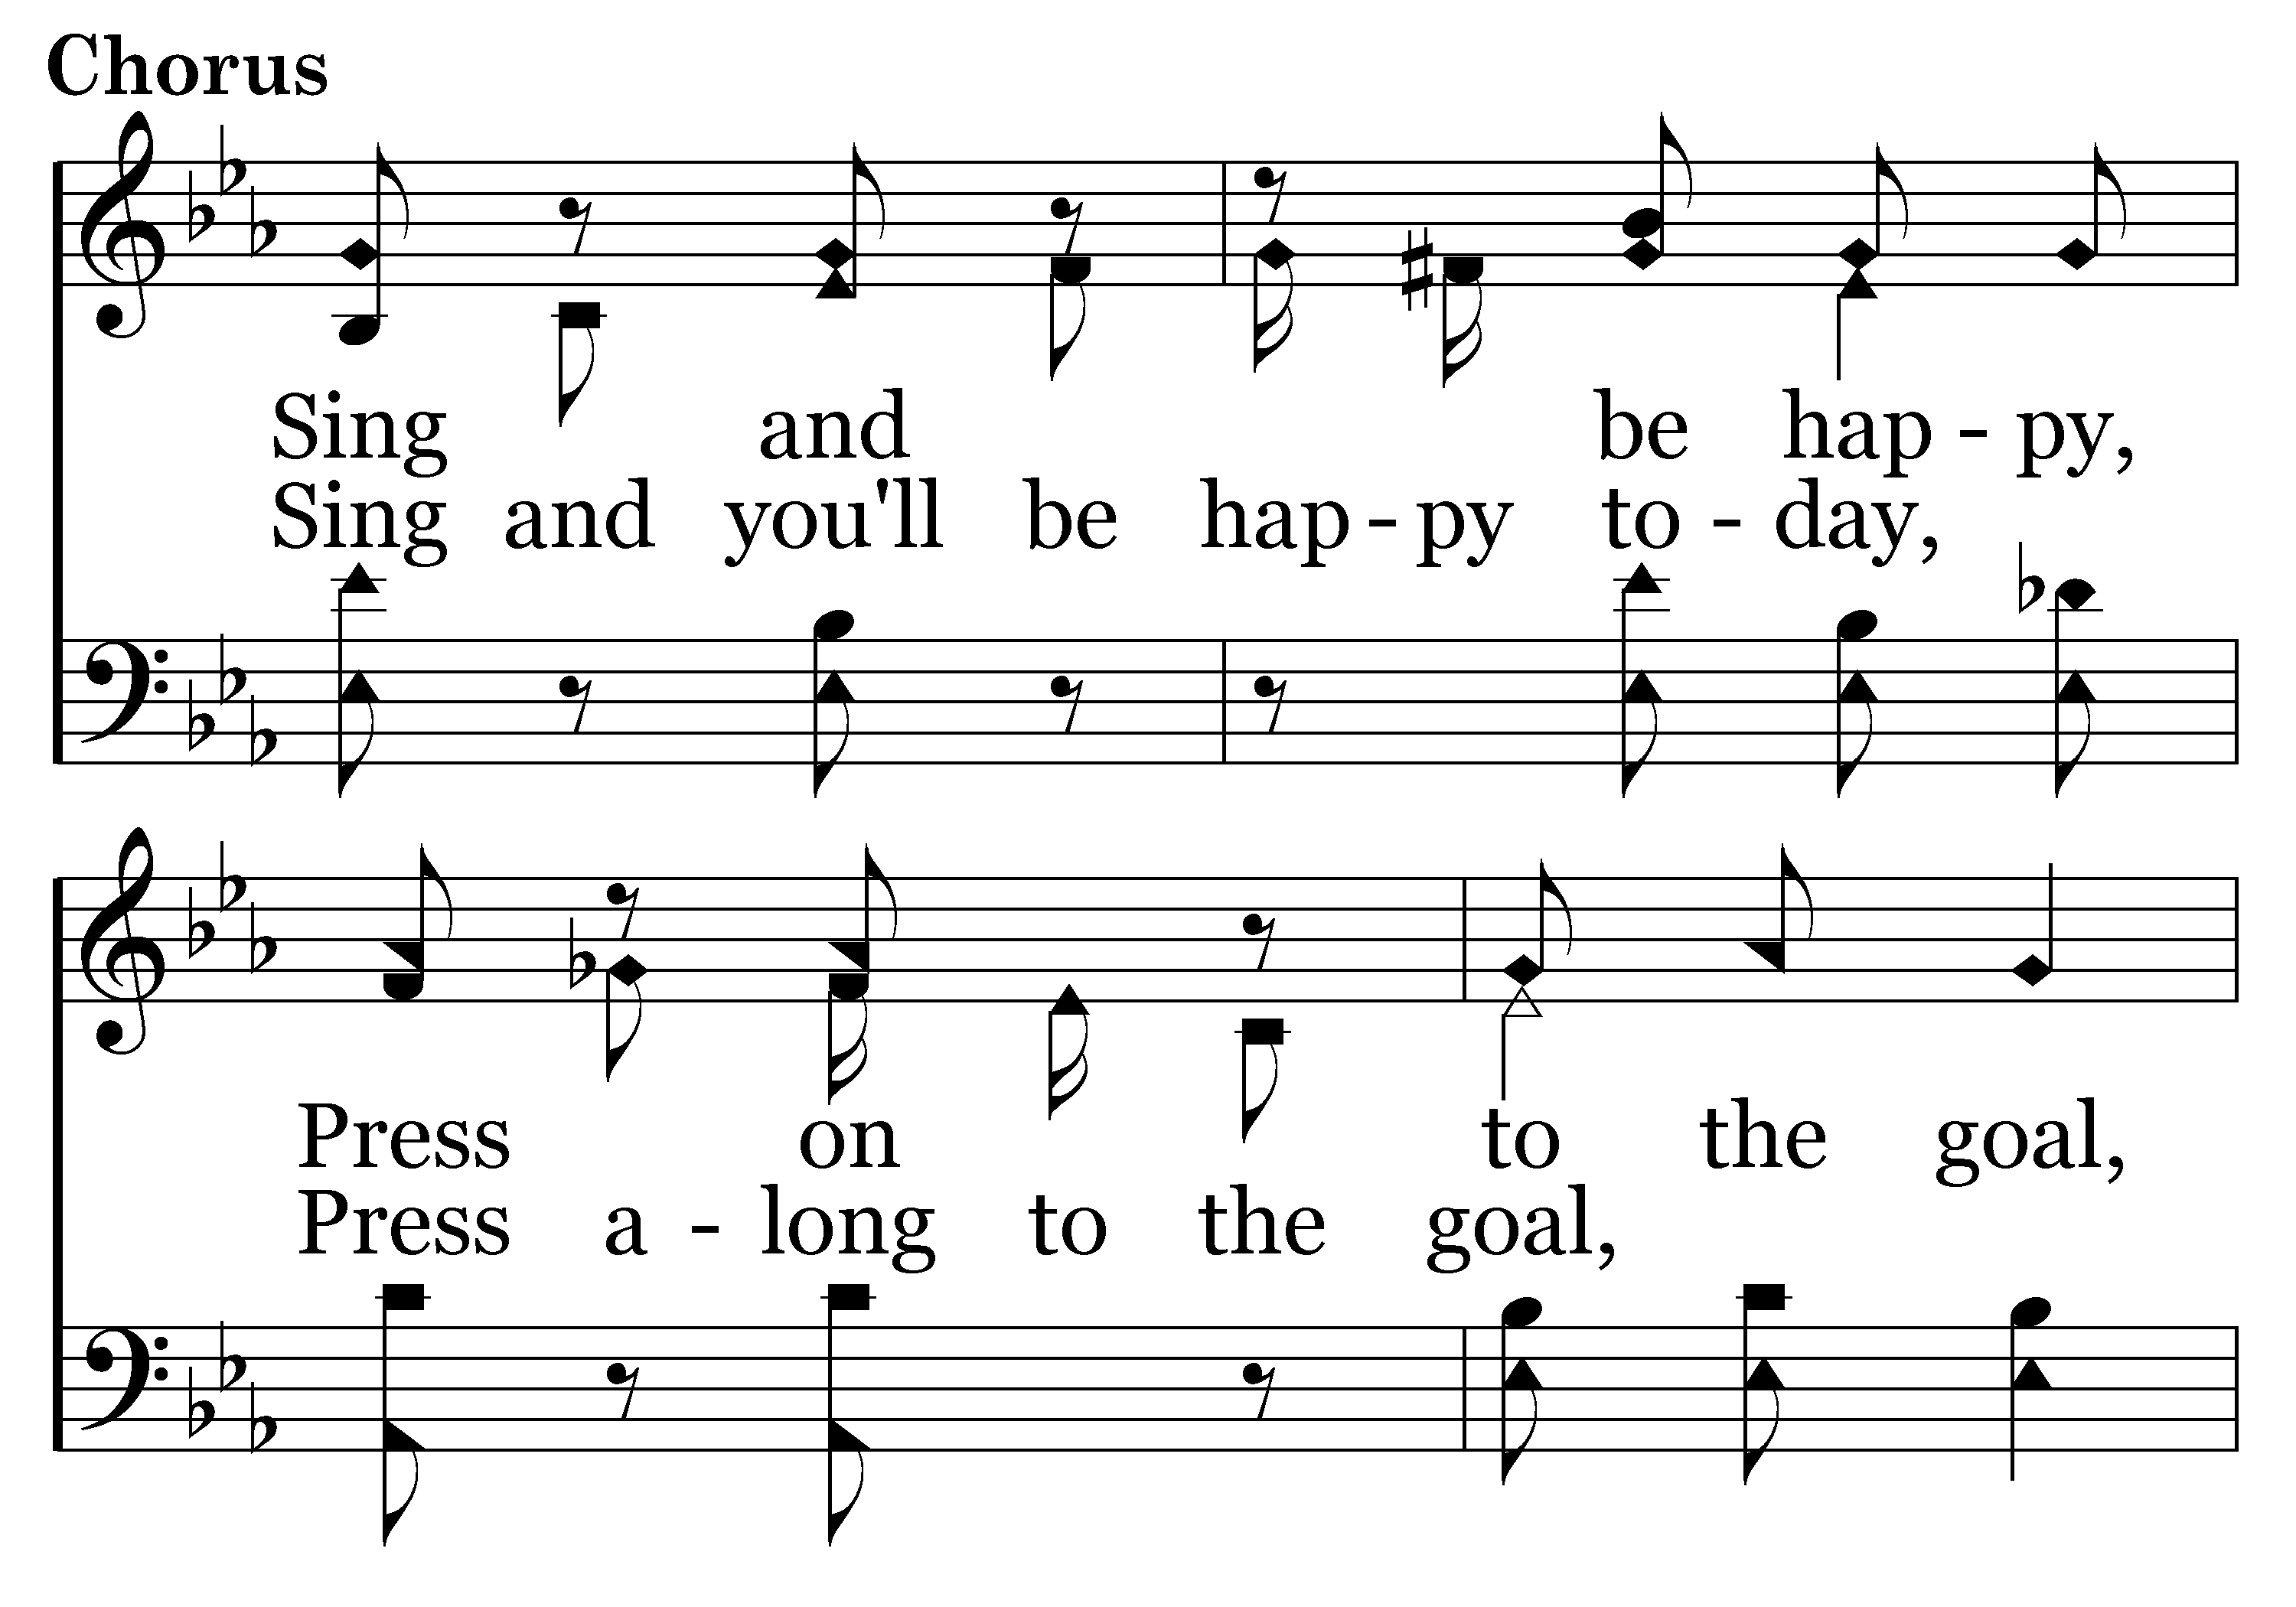 Chorus
Sing and be hap - py,
Sing and you'll be hap - py to - day,
Press on to the goal,
Press a - long to the goal,